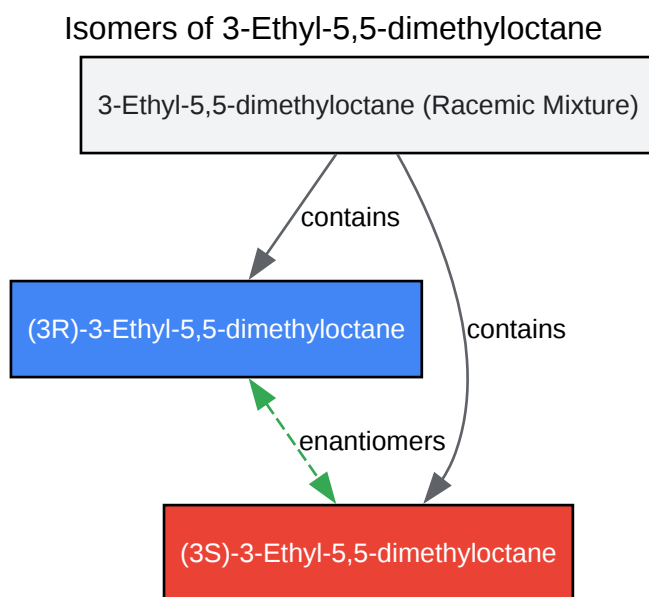 Isomers of 3-Ethyl-5,5-dimethyloctane
3-Ethyl-5,5-dimethyloctane (Racemic Mixture)
contains
(3R)-3-Ethyl-5,5-dimethyloctane
contains
enantiomers
(3S)-3-Ethyl-5,5-dimethyloctane